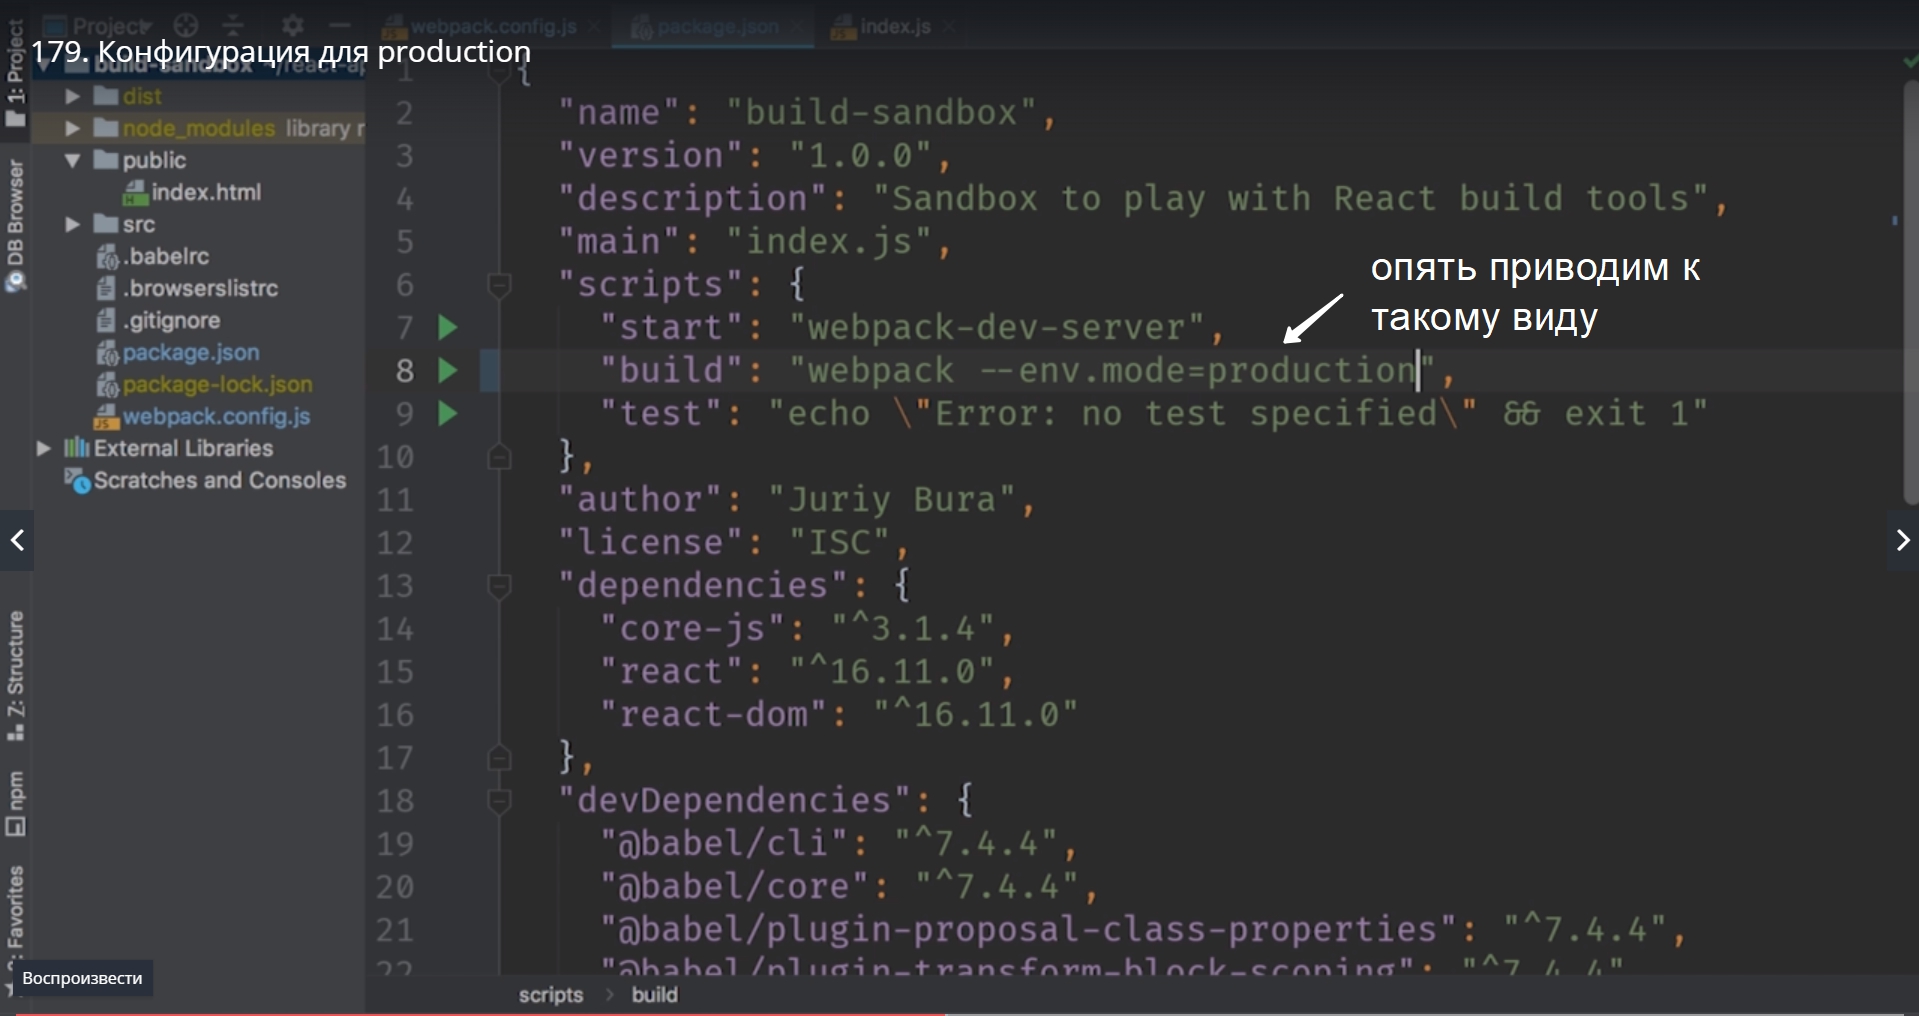 Project
webpack.config.js
package.json
index.js
179. Конфигурация для production
1: Project
build-sandbox ~/react-ap
dist
node_modules library r
public
index.html
src
.babelrc
.browserslistrc
.gitignore
package.json
package-lock.json
webpack.config.js
External Libraries
Scratches and Consoles
DB Browser
Z: Structure
npm
Favorites
Воспроизвести
1 {
2 "name": "build-sandbox",
3 "version": "1.0.0",
4 "description": "Sandbox to play with React build tools",
5 "main": "index.js",
6 "scripts": {
7 "start": "webpack-dev-server",
8 "build": "webpack --env.mode=production",
9 "test": "echo \"Error: no test specified\" && exit 1"
10 },
11 "author": "Juriy Bura",
12 "license": "ISC",
13 "dependencies": {
14 "core-js": "^3.1.4",
15 "react": "^16.11.0",
16 "react-dom": "^16.11.0"
17 },
18 "devDependencies": {
19 "@babel/cli": "^7.4.4",
20 "@babel/core": "^7.4.4",
21 "@babel/plugin-proposal-class-properties": "^7.4.4",
22 "@babel/plugin-transform-block-scoping": "^7.4.4"
опять приводим к
такому виду
scripts > build